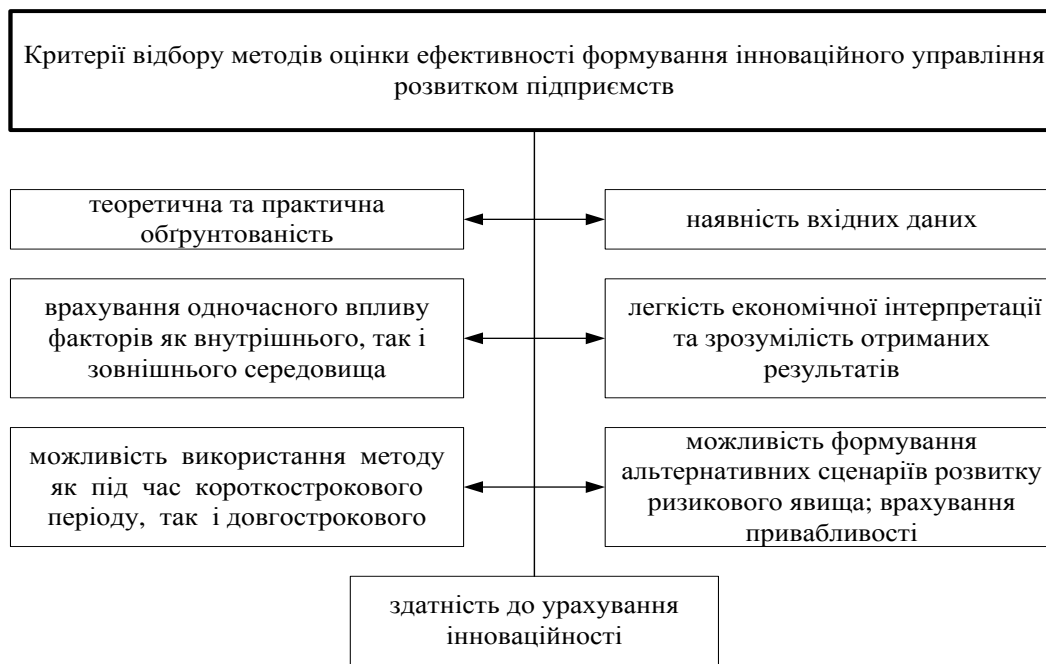 Критерії відбору методів оцінки ефективності формування інноваційного управління
розвитком підприємств
теоретична та практична
обґрунтованість
наявність вхідних даних
врахування одночасного впливу
факторів як внутрішнього, так і
зовнішнього середовища
легкість економічної інтерпретації
та зрозумілість отриманих
результатів
можливість використання методу
як під час короткострокового
періоду, так і довгострокового
можливість формування
альтернативних сценаріїв розвитку
ризикового явища; врахування
привабливості
здатність до урахування
інноваційності